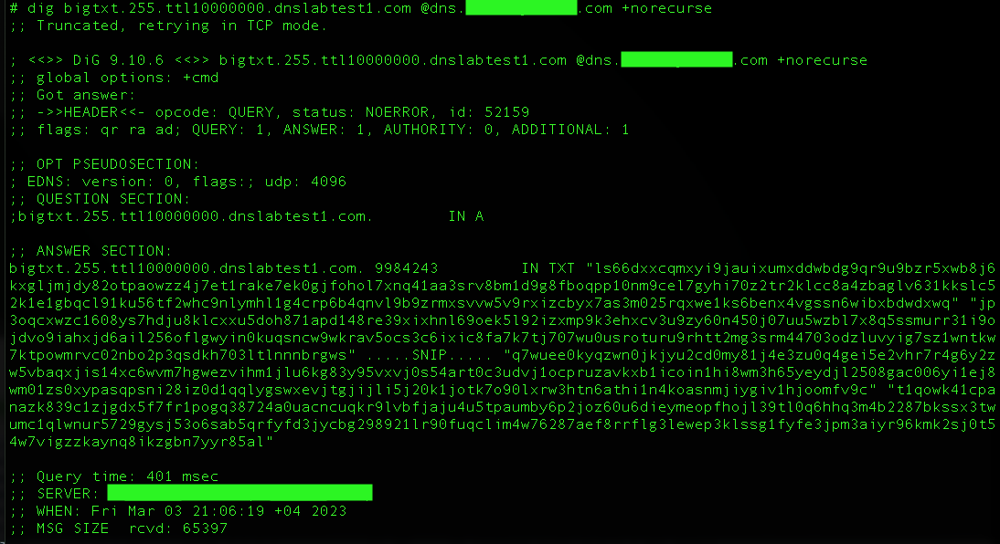 # dig bigtxt.255.ttl10000000.dnslabtest1.com @dns. .com +norecurse
;; Truncated, retrying in TCP mode.
; <<>> DiG 9.10.6 <<>> bigtxt.255.ttl10000000.dnslabtest1.com @dns. .com +norecurse
;; global options: +cmd
;; Got answer:
;; ->>HEADER<<- opcode: QUERY, status: NOERROR, id: 52159
;; flags: qr ra ad; QUERY: 1, ANSWER: 1, AUTHORITY: 0, ADDITIONAL: 1
;; OPT PSEUDOSECTION:
; EDNS: version: 0, flags:; udp: 4096
;; QUESTION SECTION:
;bigtxt.255.ttl10000000.dnslabtest1.com. IN A
;; ANSWER SECTION:
bigtxt.255.ttl10000000.dnslabtest1.com. 9984243 IN TXT "ls66dxxcqmxyi9jauixumxddwbdg9qr9u9bzr5xwb8j6
kxgljmjdy82otpaowzz4j7et1rake7ek0gjfohol7xnq41aa3srv8bm1d9g8fboqpp10nm9cel7gyhi70z2tr2klcc8a4zbaglv631kkslc5
2k1e1gbqcl91ku56tf2whc9nlymhl1g4crp6b4qnvl9b9zrmxsvvw5v9rxizcbyx7as3m025rqxwe1ks6benx4vgssn6wibxbdwdxwq" "jp
3oqcxwzc1608ys7hdju8klcxxu5doh871apd148re39xixhnl69oek5l92izxmp9k3ehxcv3u9zy60n450j07uu5wzbl7x8q5ssmurr31i9o
jdvo9iahxjd6ail256oflgwyin0kuqsncw9wkrav5ocs3c6ixic8fa7k7tj707wu0usroturu9rhtt2mg3srm44703odzluvyig7sz1wntkw
7ktpowmrvc02nbo2p3qsdkh703ltlnnnbrgws" .....SNIP..... "q7wuee0kyqzwn0jkjyu2cd0my81j4e3zu0q4gei5e2vhr7r4g6y2z
w5vbaqxjis14xc6wvm7hgwezvihm1jlu6kg83y95vxvj0s54art0c3udvj1ocpruzavkxb1icoin1hi8wm3h65yeydjl2508gac006yi1ej8
wm01zs0xypasqpsni28iz0d1qqlygswxevjtgjijli5j20k1jotk7o90lxrw3htn6athi1n4koasnmjiygiv1hjoomfv9c" "t1qowk41cpa
nazk839c1zjgdx5f7fr1pogq38724a0uacncuqkr9lvbfjaju4u5tpaumby6p2joz60u6dieymeopfhojl39tl0q6hhq3m4b2287bkssx3tw
umc1qlwnur5729gysj53o6sab5qrfyfd3jycbg298921lr90fuqclim4w76287aef8rrflg3lewep3klssg1fyfe3jpm3aiyr96kmk2sj0t5
4w7vigzzkaynq8ikzgbn7yyr85al"
;; Query time: 401 msec
;; SERVER:
;; WHEN: Fri Mar 03 21:06:19 +04 2023
;; MSG SIZE rcvd: 65397